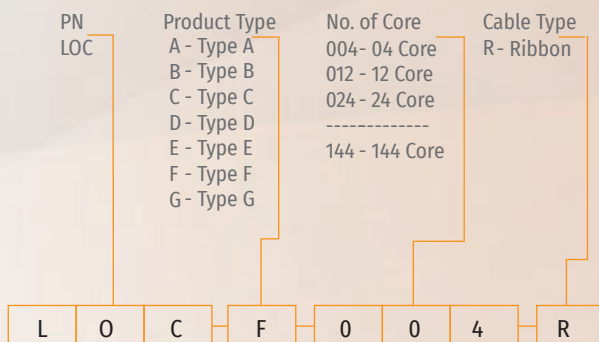 PN
LOC
Product Type
A - Type A
B - Type B
C - Type C
D - Type D
E - Type E
F - Type F
G - Type G
No. of Core
004- 04 Core
012 - 12 Core
024 - 24 Core
-------------
144 - 144 Core
Cable Type
R - Ribbon
L O C F 0 0 4 R